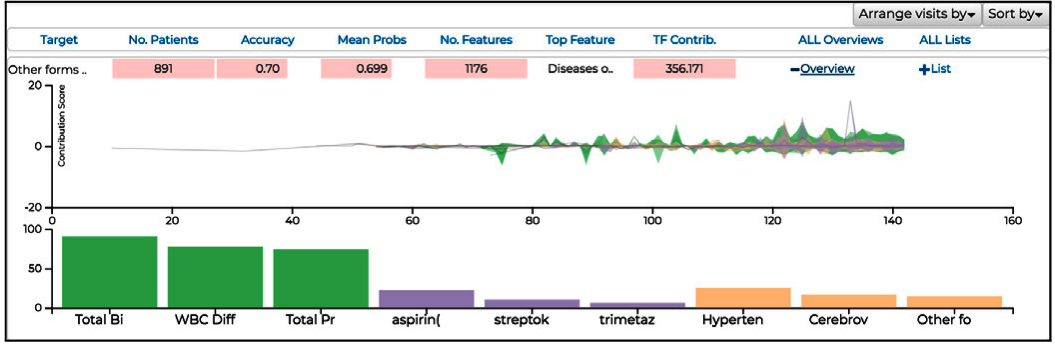 Arrange visits by▾ Sort by▾
Target No. Patients Accuracy Mean Probs No. Features Top Feature TF Contrib. ALL Overviews ALL Lists
Other forms .. 891 0.70 0.699 1176 Diseases o.. 356.171 −Overview +List
20
0
-20
Contribution Score
0 20 40 60 80 100 120 140 160
100
50
0
Total Bi WBC Diff Total Pr aspirin( streptok trimetaz Hyperten Cerebrov Other fo